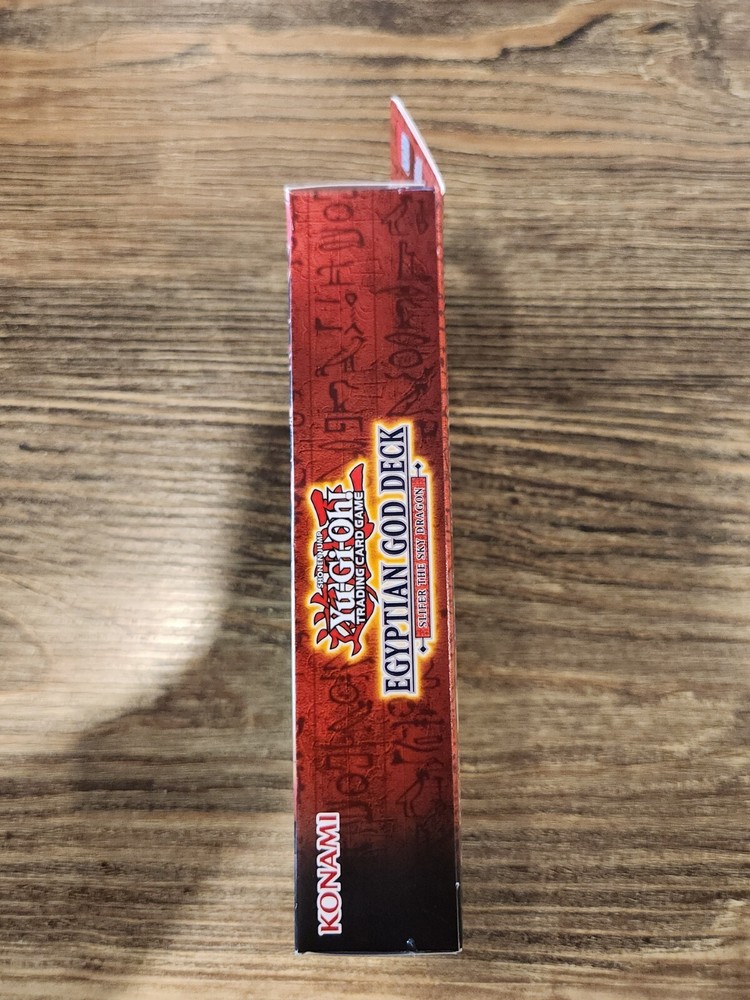 SHONEN JUMP
Yu-Gi-Oh!
TRADING CARD GAME
EGYPTIAN GOD DECK
SLIFER THE SKY DRAGON
KONAMI